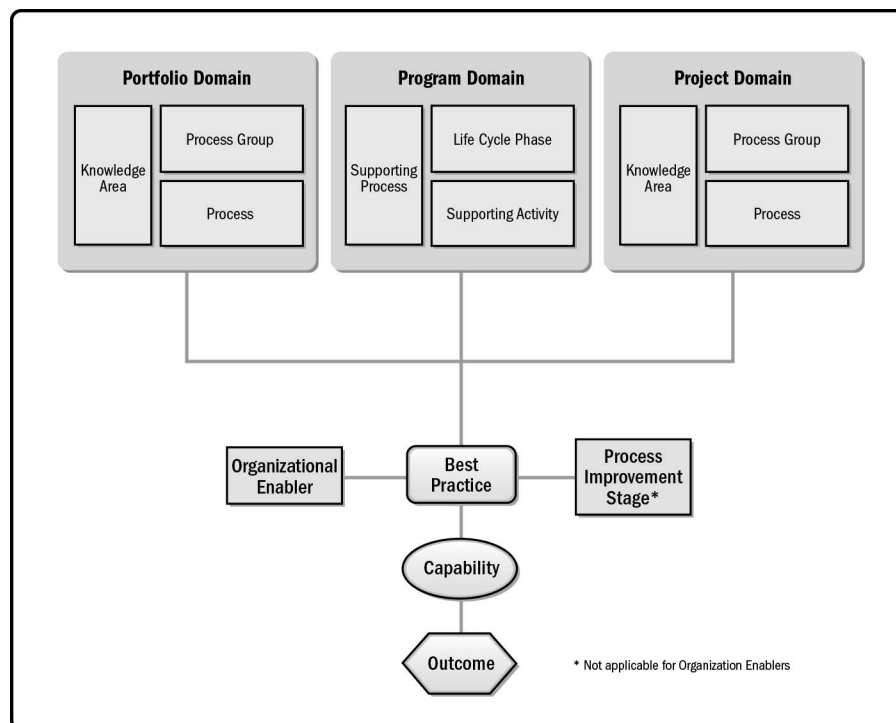 Portfolio Domain
Knowledge
Area
Process Group
Process
Program Domain
Supporting
Process
Life Cycle Phase
Supporting Activity
Project Domain
Knowledge
Area
Process Group
Process
Organizational
Enabler
Best
Practice
Process
Improvement
Stage*
Capability
Outcome
* Not applicable for Organization Enablers